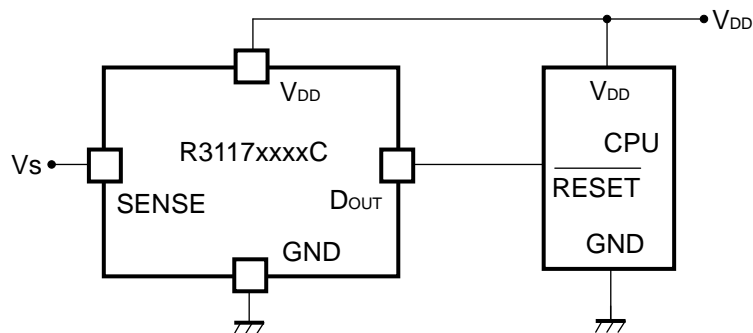 VDD
VDD
VDD
R3117xxxxC
CPU
Vs
RESET
SENSE
DOUT
GND
GND